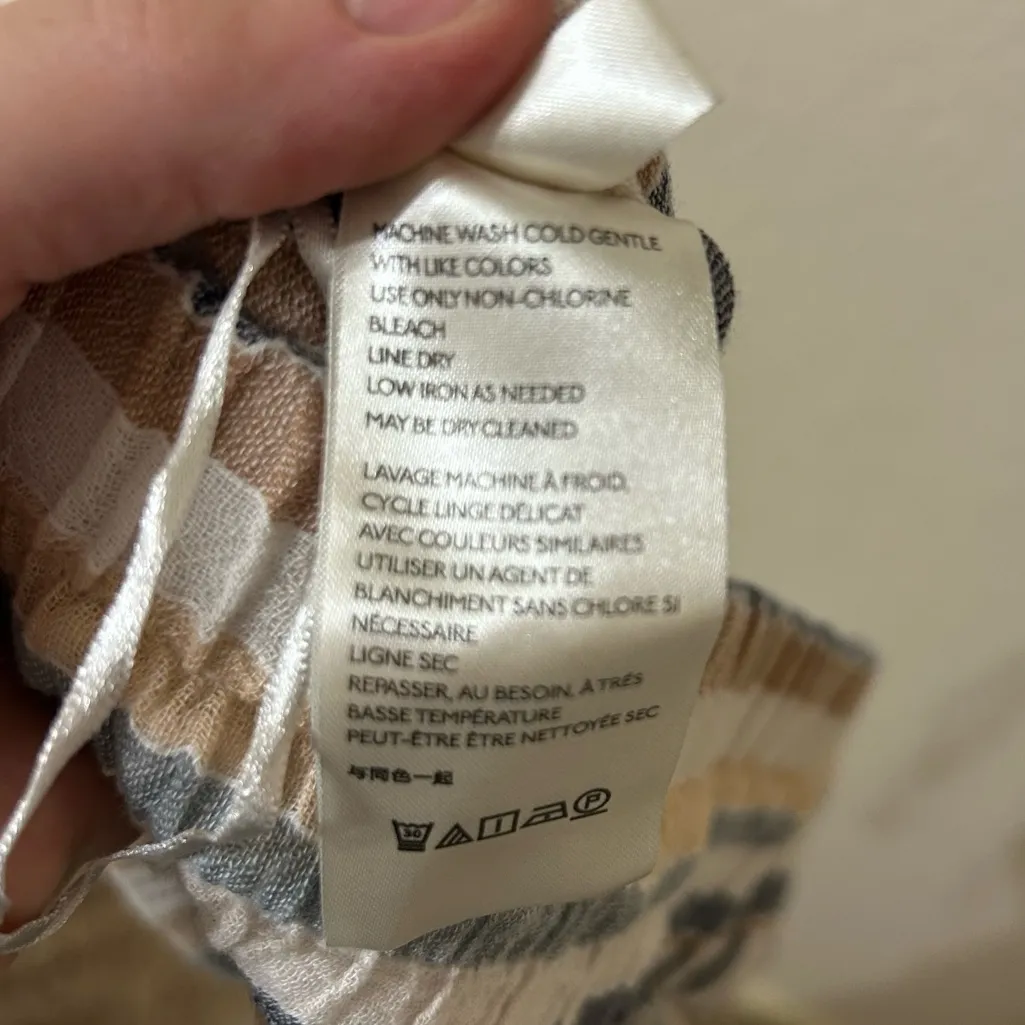 MACHINE WASH COLD GENTLE
WITH LIKE COLORS
USE ONLY NON-CHLORINE
BLEACH
LINE DRY
LOW IRON AS NEEDED
MAY BE DRY CLEANED
LAVAGE MACHINE À FROID.
CYCLE LINGE DÉLICAT
AVEC COULEURS SIMILAIRES
UTILISER UN AGENT DE
BLANCHIMENT SANS CHLORE SI
NÉCESSAIRE
LIGNE SEC
REPASSER, AU BESOIN. À TRÉS
BASSE TEMPÉRATURE
PEUT-ÊTRE ÊTRE NETTOYÉE SEC
与同色一起
30 P